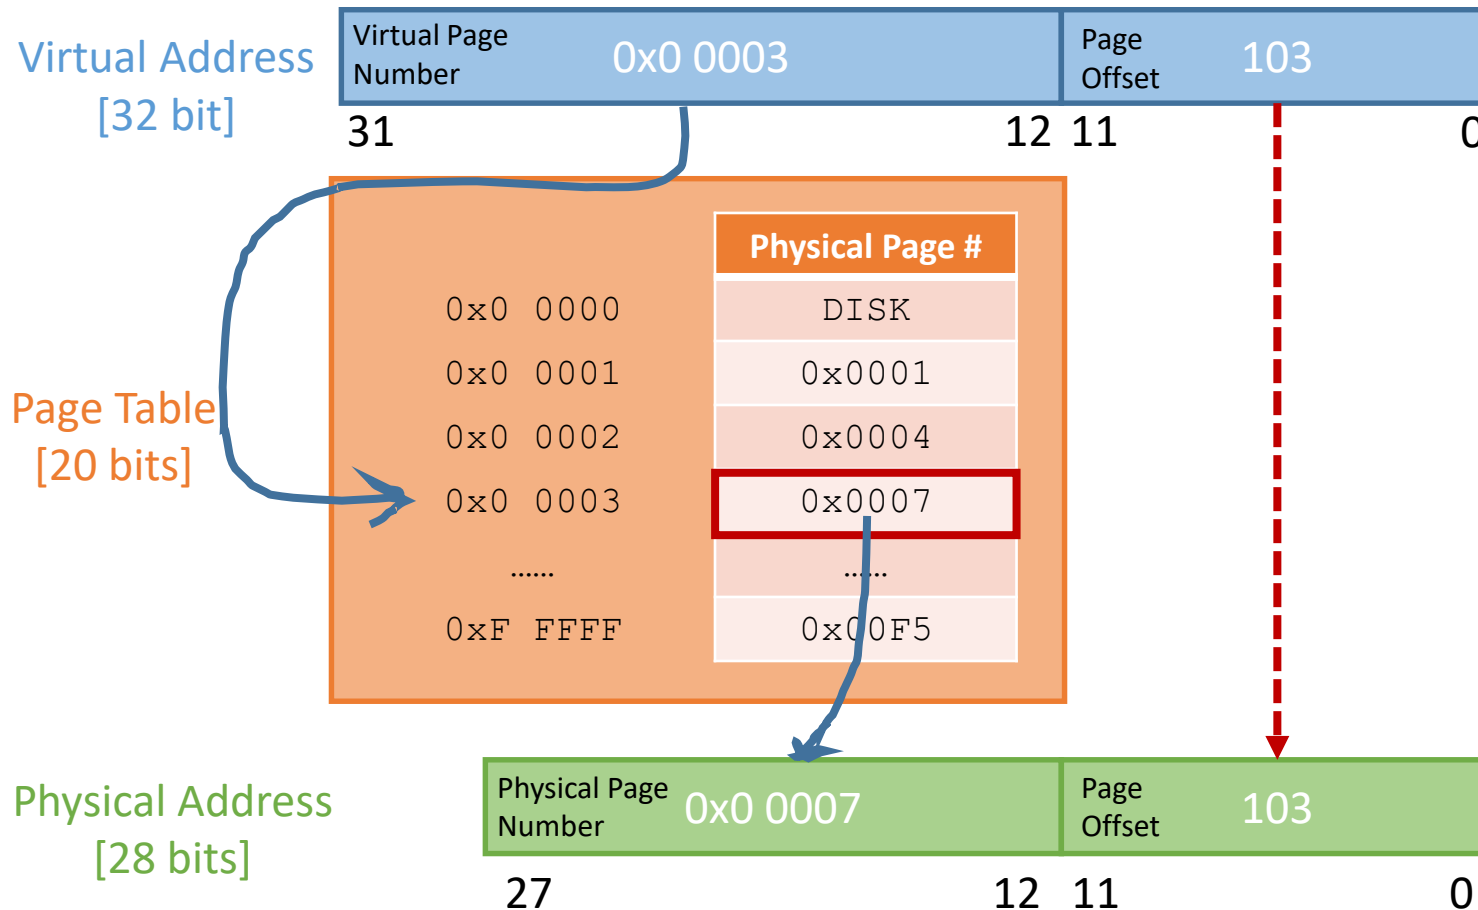 Virtual Address
[32 bit]
Virtual Page
Number
0x0 0003
Page
Offset
103
31
12
11
0
Page Table
[20 bits]
Physical Page #
0x0 0000
DISK
0x0 0001
0x0001
0x0 0002
0x0004
0x0 0003
0x0007
......
......
0xF FFFF
0x00F5
Physical Address
[28 bits]
Physical Page
Number
0x0 0007
Page
Offset
103
27
12
11
0